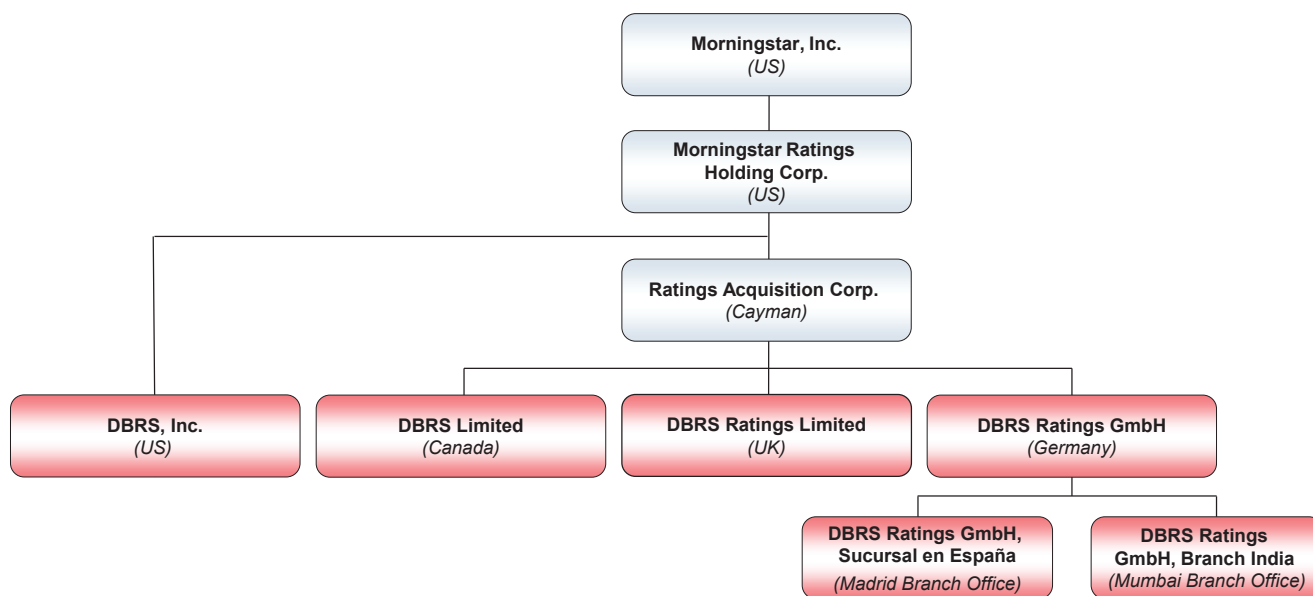 Morningstar, Inc.
(US)
Morningstar Ratings
Holding Corp.
(US)
Ratings Acquisition Corp.
(Cayman)
DBRS, Inc.
(US)
DBRS Limited
(Canada)
DBRS Ratings Limited
(UK)
DBRS Ratings GmbH
(Germany)
DBRS Ratings GmbH,
Sucursal en España
(Madrid Branch Office)
DBRS Ratings
GmbH, Branch India
(Mumbai Branch Office)